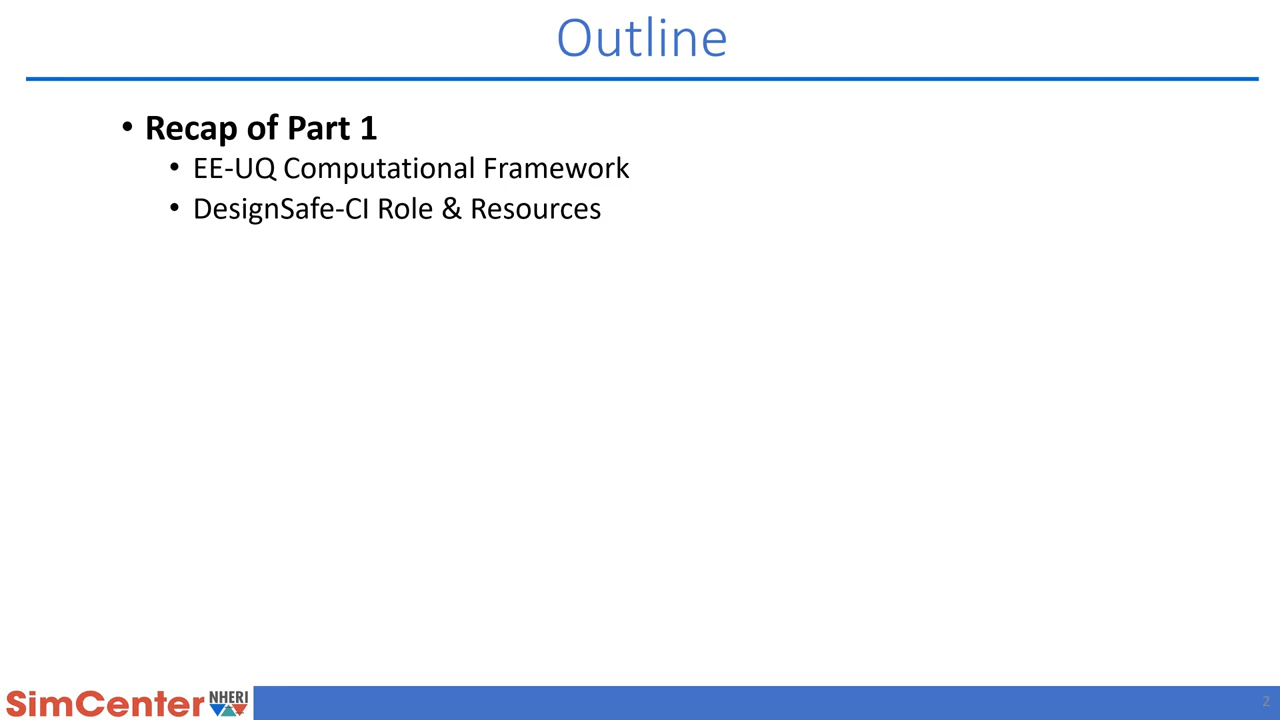 Outline
• Recap of Part 1
• EE-UQ Computational Framework
• DesignSafe-CI Role & Resources
SimCenter NHERI
2